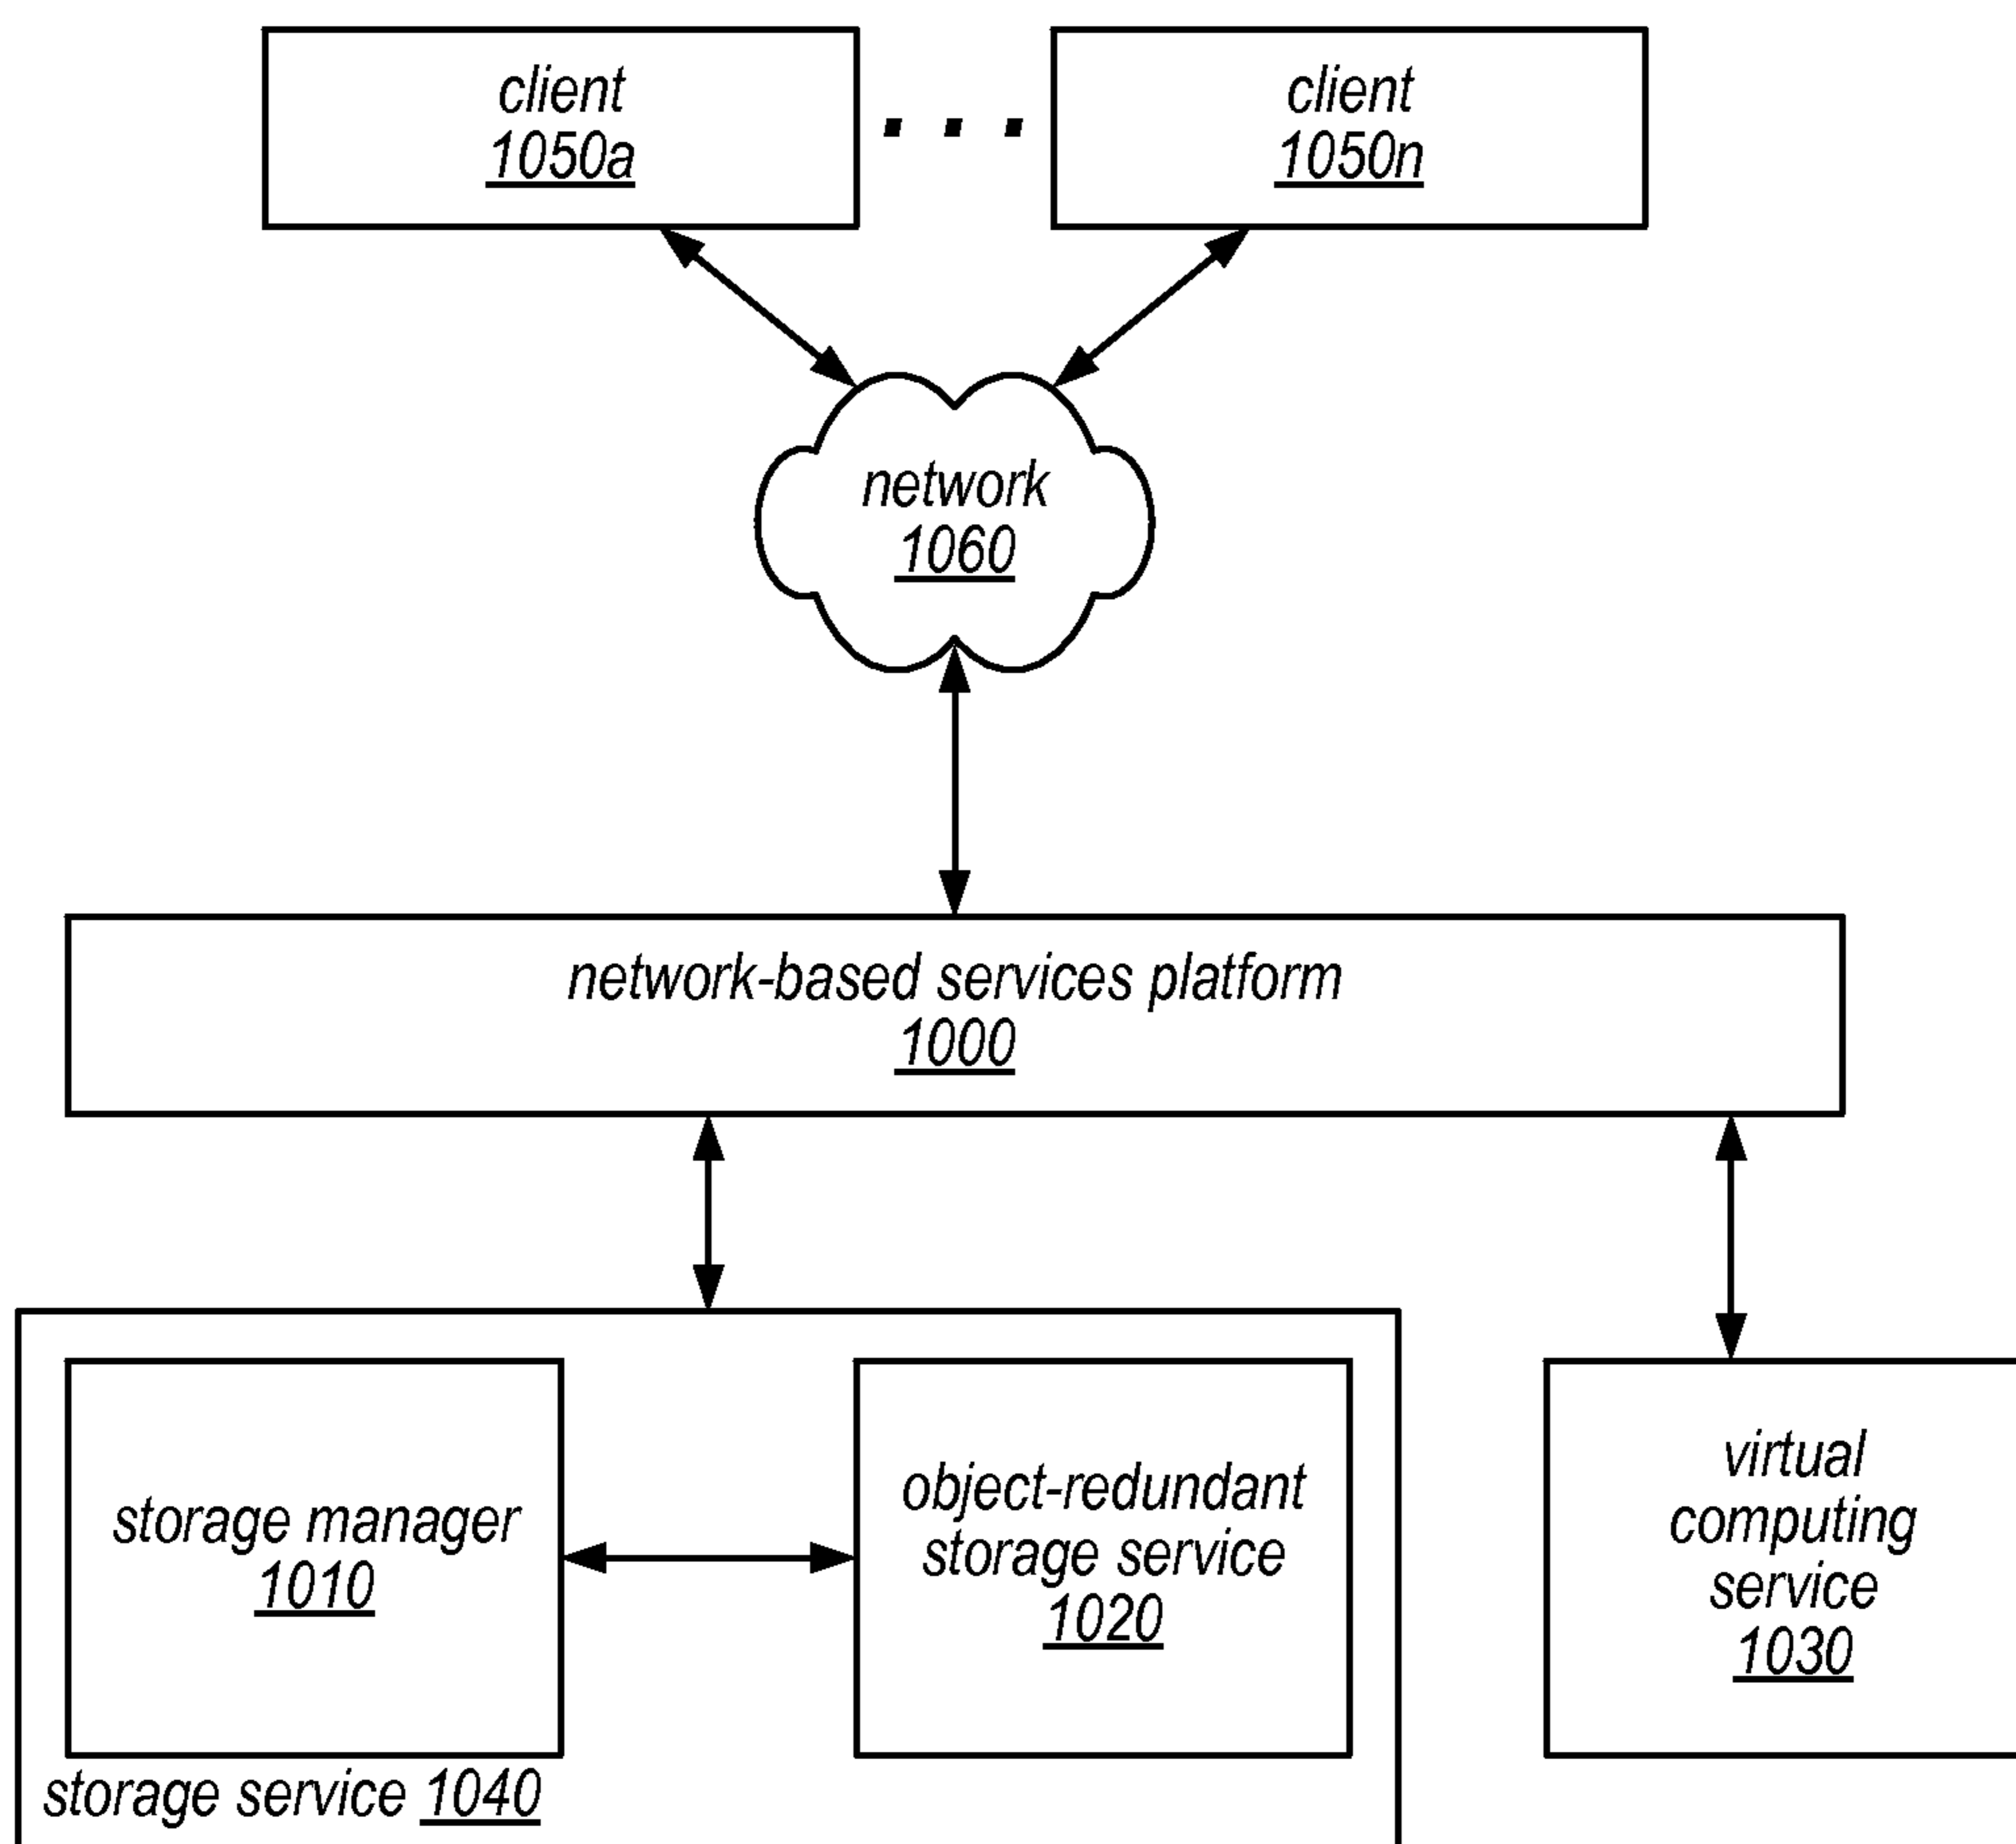 client
1050a
client
1050n
network
1060
network-based services platform
1000
storage manager
1010
object-redundant
storage service
1020
virtual
computing
service
1030
storage service 1040